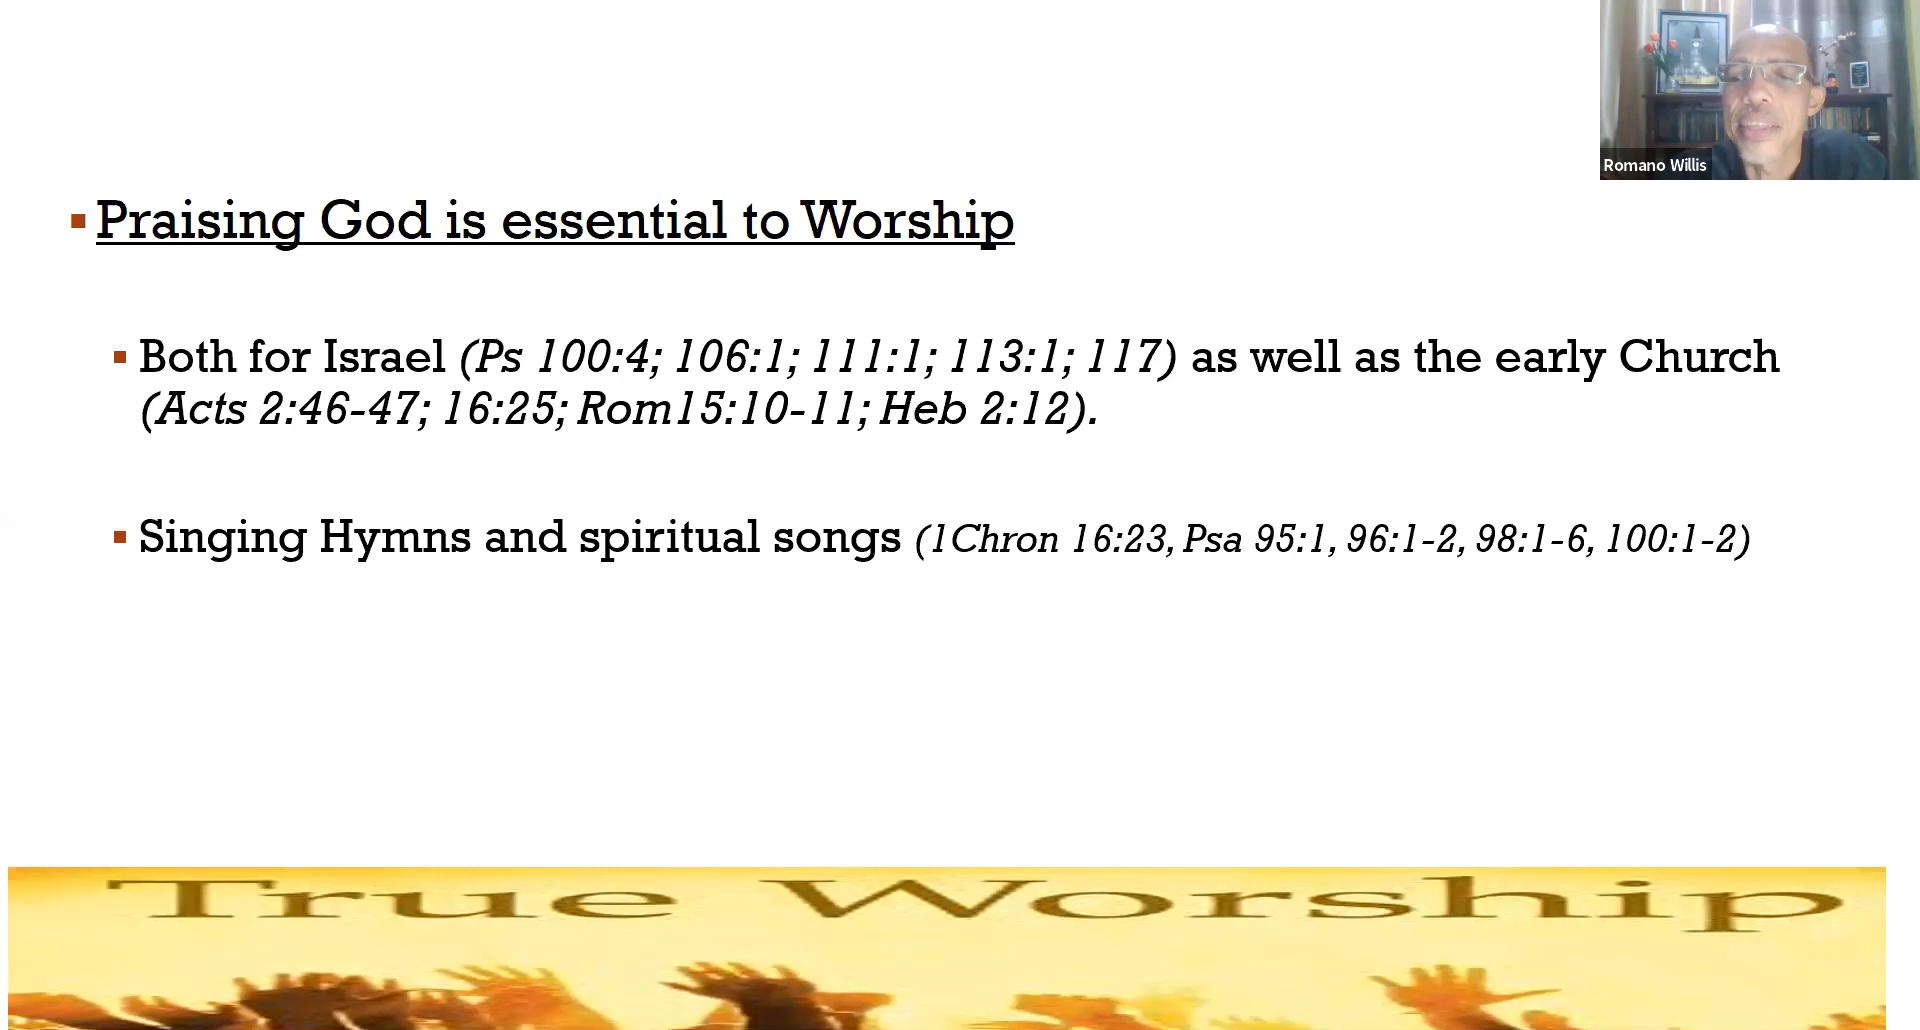 Romano Willis
Praising God is essential to Worship
Both for Israel (Ps 100:4; 106:1; 111:1; 113:1; 117) as well as the early Church
(Acts 2:46-47; 16:25; Rom15:10-11; Heb 2:12).
Singing Hymns and spiritual songs (1Chron 16:23, Psa 95:1, 96:1-2, 98:1-6, 100:1-2)
True Worship